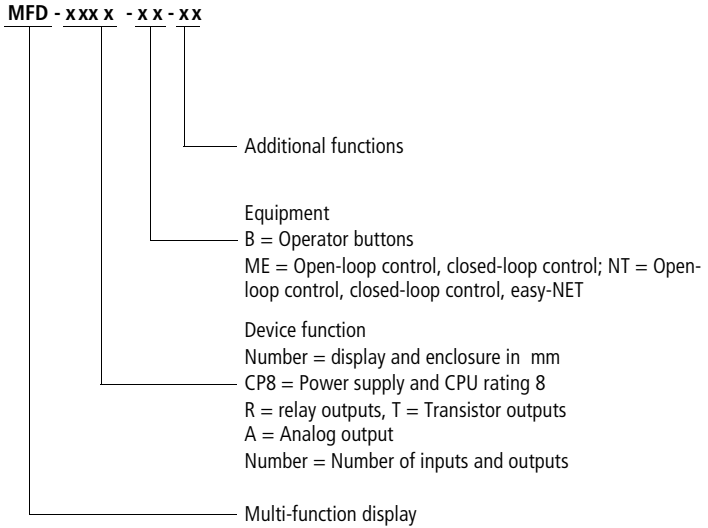 MFD - x x x x - x x - x x
Additional functions
Equipment
B = Operator buttons
ME = Open-loop control, closed-loop control; NT = Open-
loop control, closed-loop control, easy-NET
Device function
Number = display and enclosure in mm
CP8 = Power supply and CPU rating 8
R = relay outputs, T = Transistor outputs
A = Analog output
Number = Number of inputs and outputs
Multi-function display